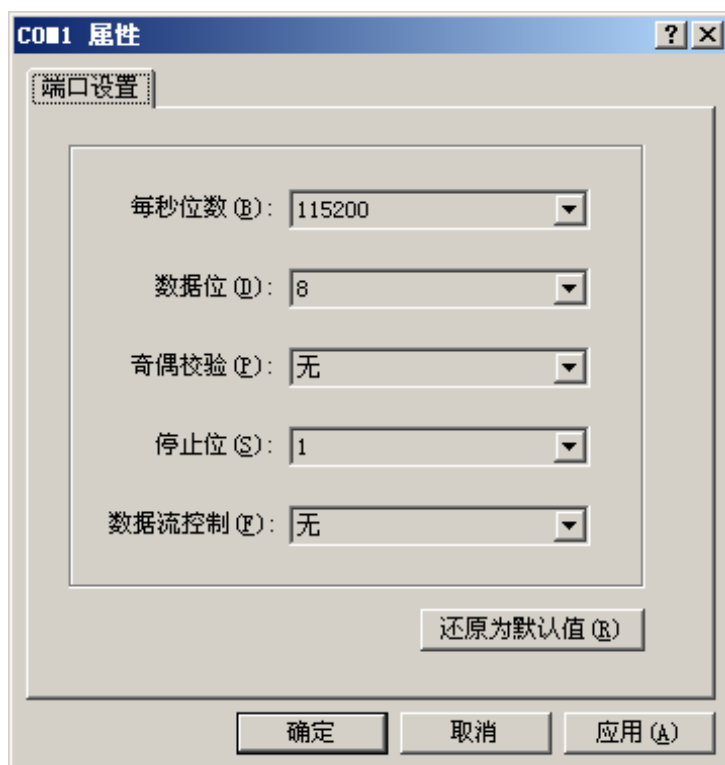 COM1 属性
端口设置
每秒位数(B): 115200
数据位(D): 8
奇偶校验(P): 无
停止位(S): 1
数据流控制(F): 无
还原为默认值(R)
确定 取消 应用(A)